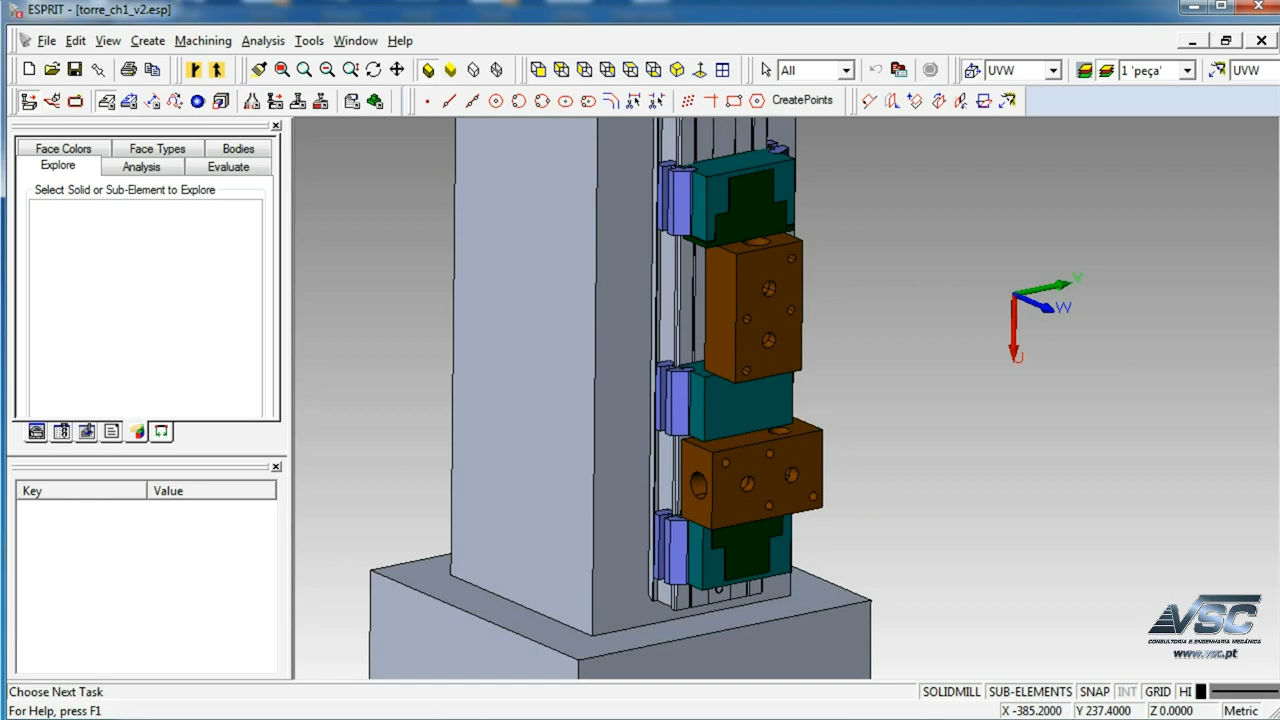 ESPRIT - [torre_ch1_v2.esp]
File Edit View Create Machining Analysis Tools Window Help
All UVW 1 'peça' UVW
CreatePoints
Face Colors Face Types Bodies
Explore Analysis Evaluate
Select Solid or Sub-Element to Explore
V
W
U
Key Value
VSC
CONSULTORIA E ENGENHARIA MECÂNICA
www.vsc.pt
Choose Next Task SOLIDMILL SUB-ELEMENTS SNAP INT GRID HI
For Help, press F1 X -385.2000 Y 237.4000 Z 0.0000 Metric